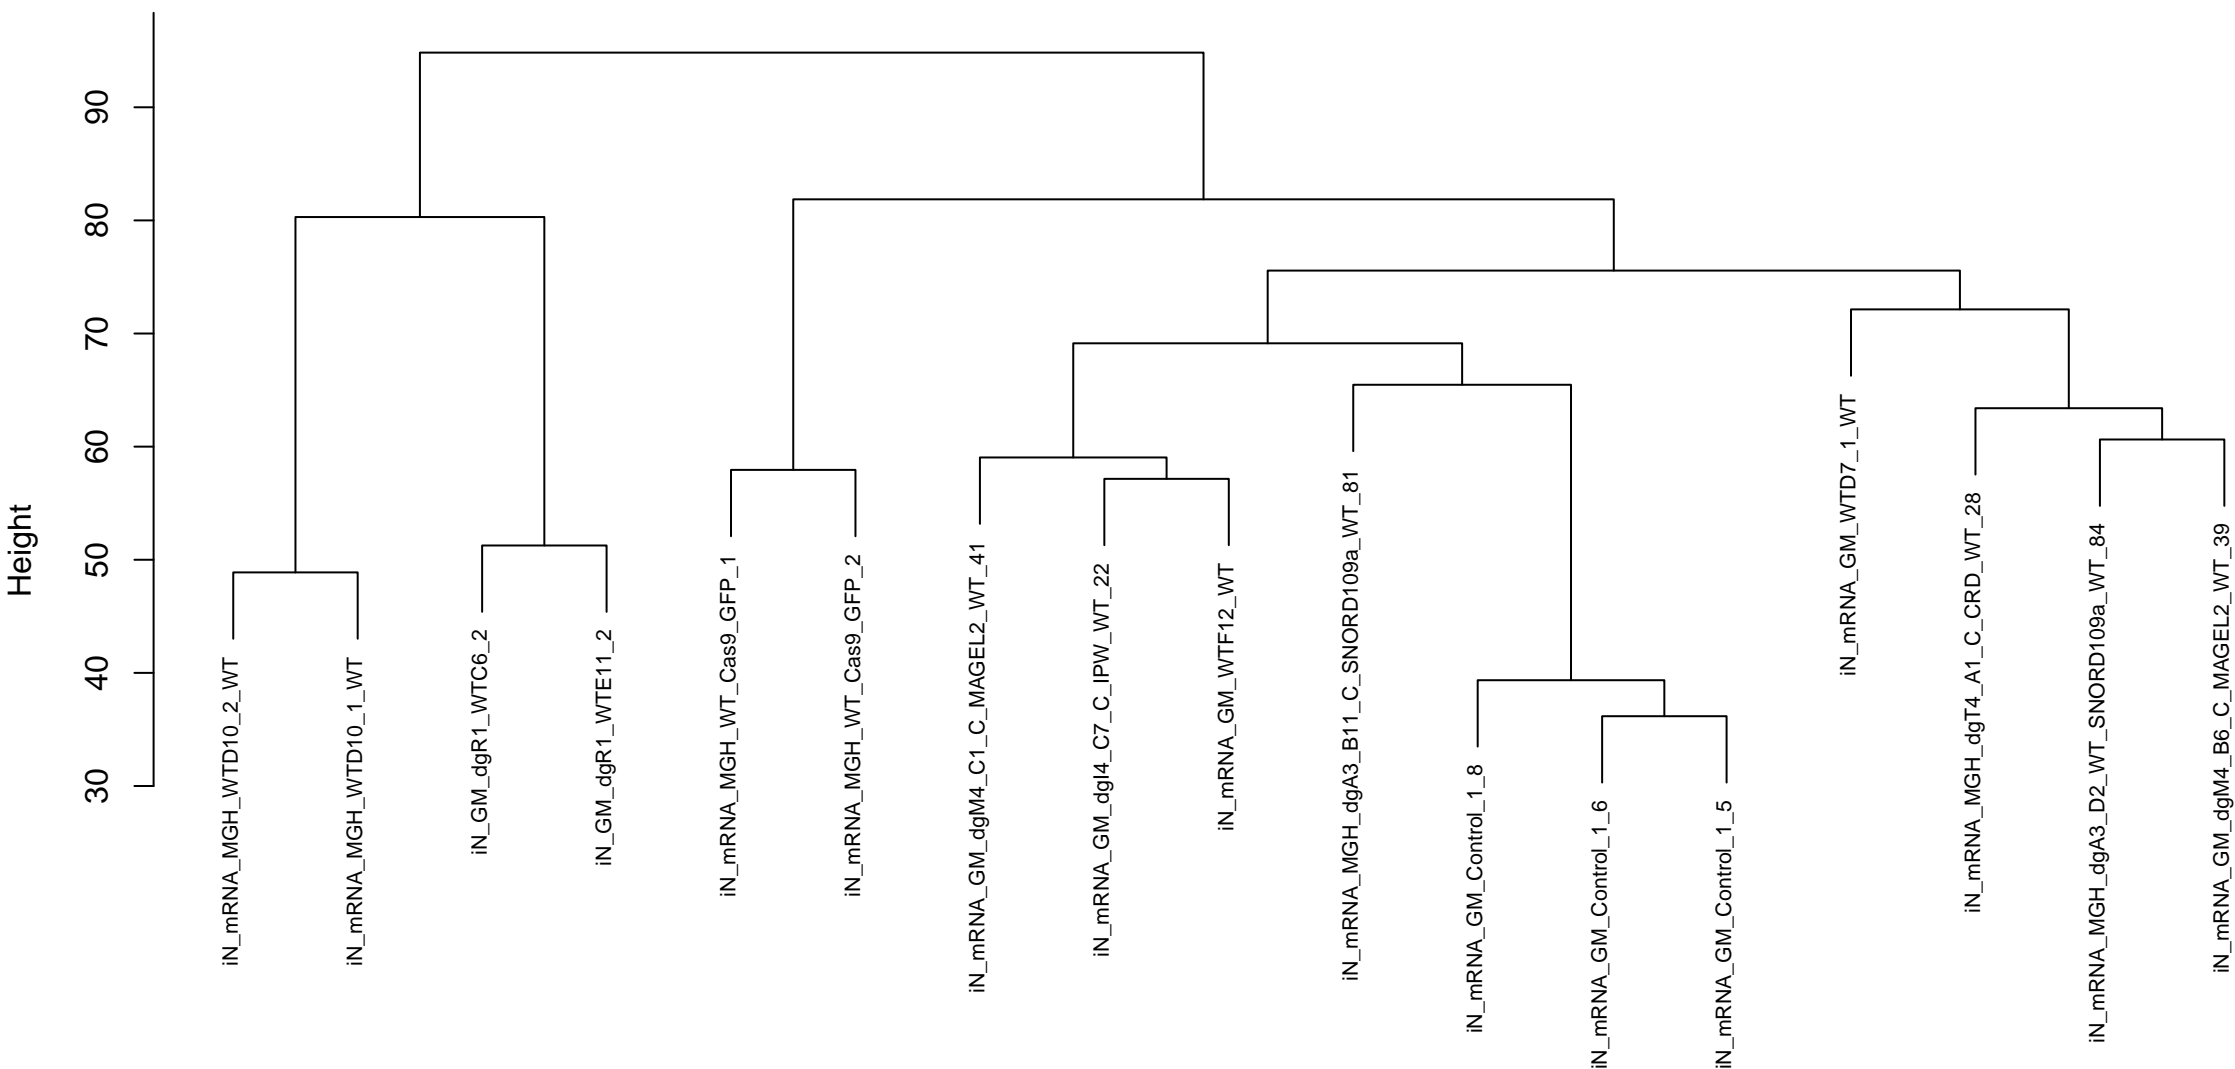 Height
90
80
70
60
50
40
30
iN_mRNA_MGH_WTD10_2_WT
iN_mRNA_MGH_WTD10_1_WT
iN_GM_dgR1_WTC6_2
iN_GM_dgR1_WTE11_2
iN_mRNA_MGH_WT_Cas9_GFP_1
iN_mRNA_MGH_WT_Cas9_GFP_2
iN_mRNA_GM_dgM4_C1_C_MAGEL2_WT_41
iN_mRNA_GM_dgI4_C7_C_IPW_WT_22
iN_mRNA_GM_WTF12_WT
iN_mRNA_MGH_dgA3_B11_C_SNORD109a_WT_81
iN_mRNA_GM_Control_1_8
iN_mRNA_GM_Control_1_6
iN_mRNA_GM_Control_1_5
iN_mRNA_GM_WTD7_1_WT
iN_mRNA_MGH_dgT4_A1_C_CRD_WT_28
iN_mRNA_MGH_dgA3_D2_WT_SNORD109a_WT_84
iN_mRNA_GM_dgM4_B6_C_MAGEL2_WT_39